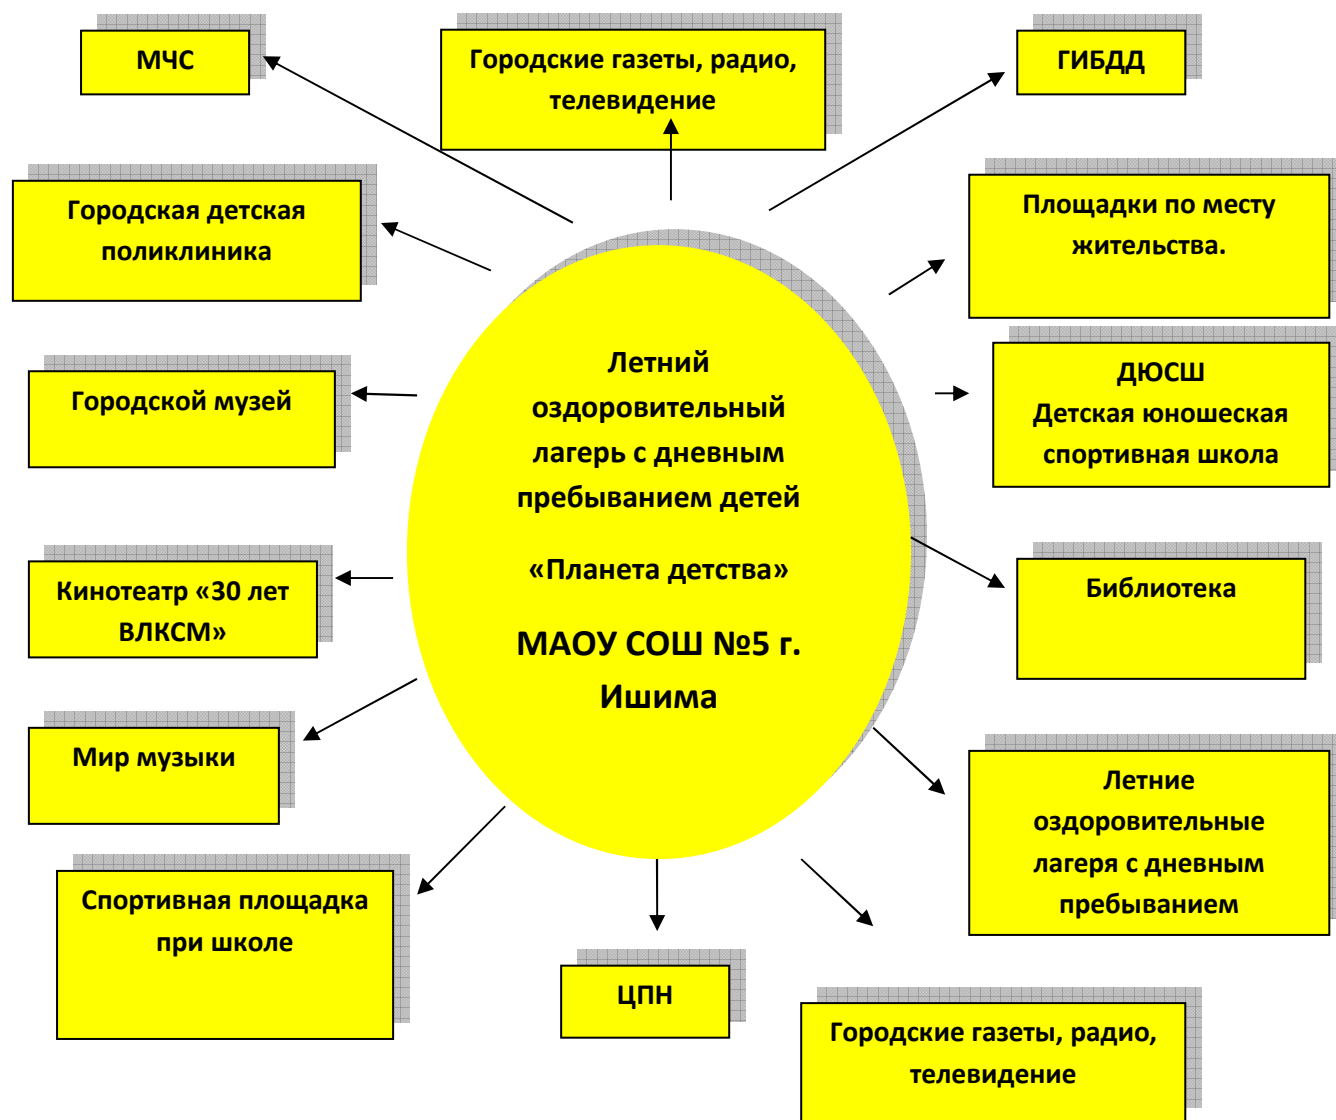 МЧС
Городские газеты, радио,
телевидение
ГИБДД
Городская детская
поликлиника
Площадки по месту
жительства.
Городской музей
ДЮСШ
Детская юношеская
спортивная школа
Летний
оздоровительный
лагерь с дневным
пребыванием детей
«Планета детства»
МАОУ СОШ №5 г.
Ишима
Кинотеатр «30 лет
ВЛКСМ»
Библиотека
Мир музыки
Летние
оздоровительные
лагеря с дневным
пребыванием
Спортивная площадка
при школе
ЦПН
Городские газеты, радио,
телевидение